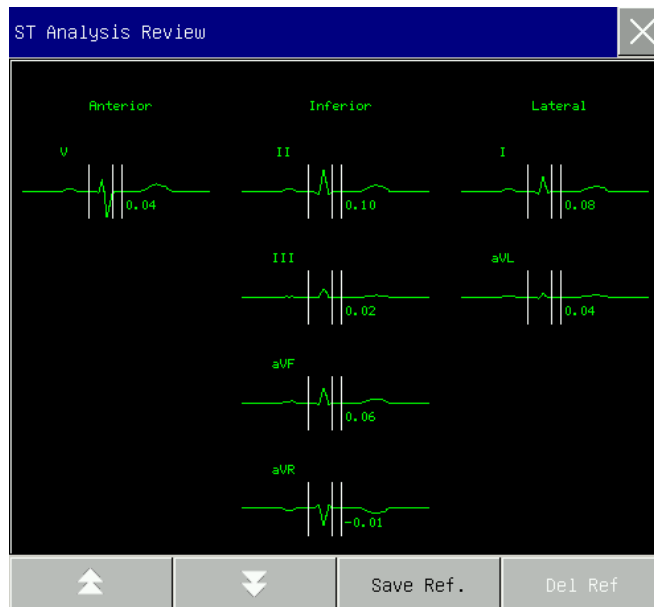 ST Analysis Review
Anterior Inferior Lateral
V II I
0.04 0.10 0.08
III aVL
0.02 0.04
aVF
0.06
aVR
-0.01
Save Ref. Del Ref